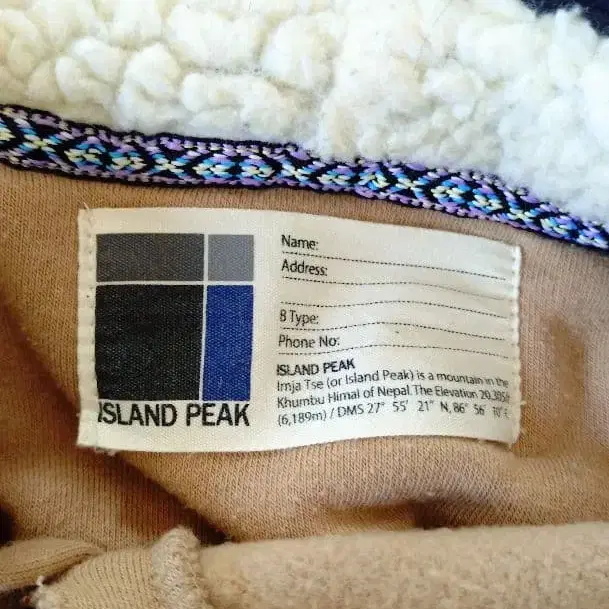 ISLAND PEAK
Name:
Address:
B Type:
Phone No:
ISLAND PEAK
Imja Tse (or Island Peak) is a mountain in the
Khumbu Himal of Nepal. The Elevation 20,305ft
(6,189m) / DMS 27° 55' 21" N, 86° 56' 10" E